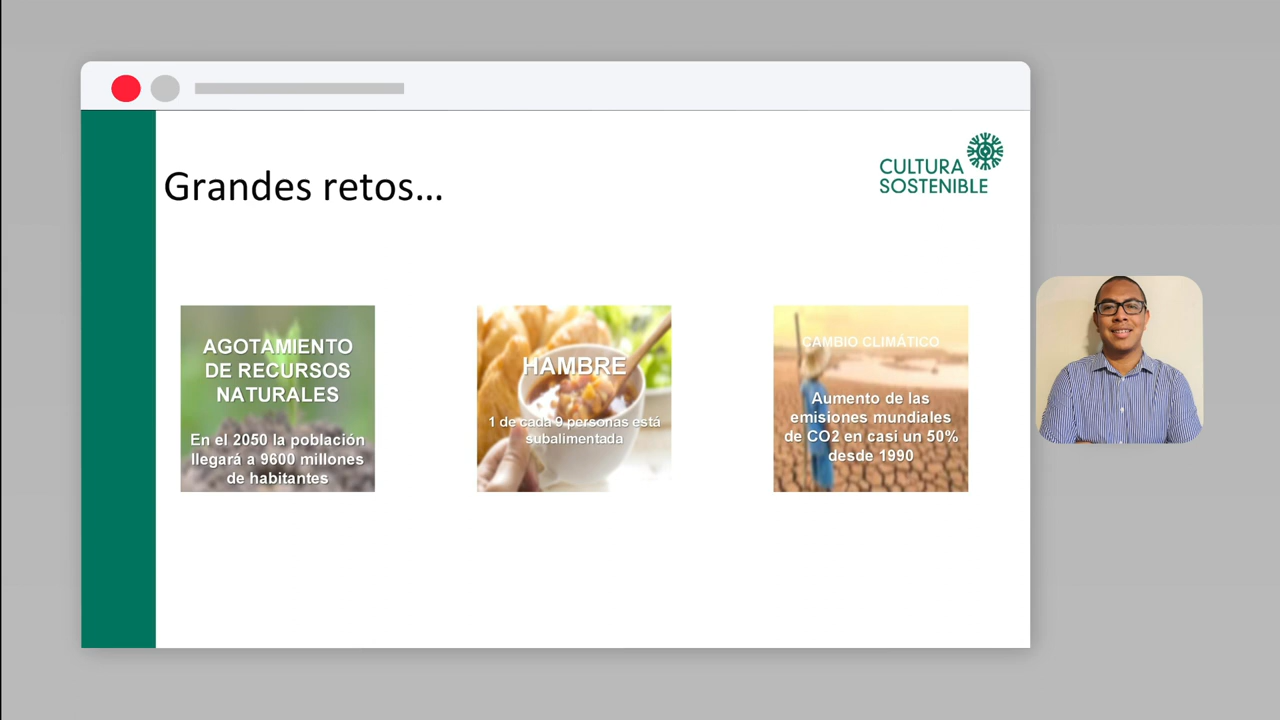 CULTURA
SOSTENIBLE
Grandes retos...
AGOTAMIENTO
DE RECURSOS
NATURALES
En el 2050 la población
llegará a 9600 millones
de habitantes
HAMBRE
1 de cada 9 personas está
subalimentada
CAMBIO CLIMÁTICO
Aumento de las
emisiones mundiales
de CO2 en casi un 50%
desde 1990